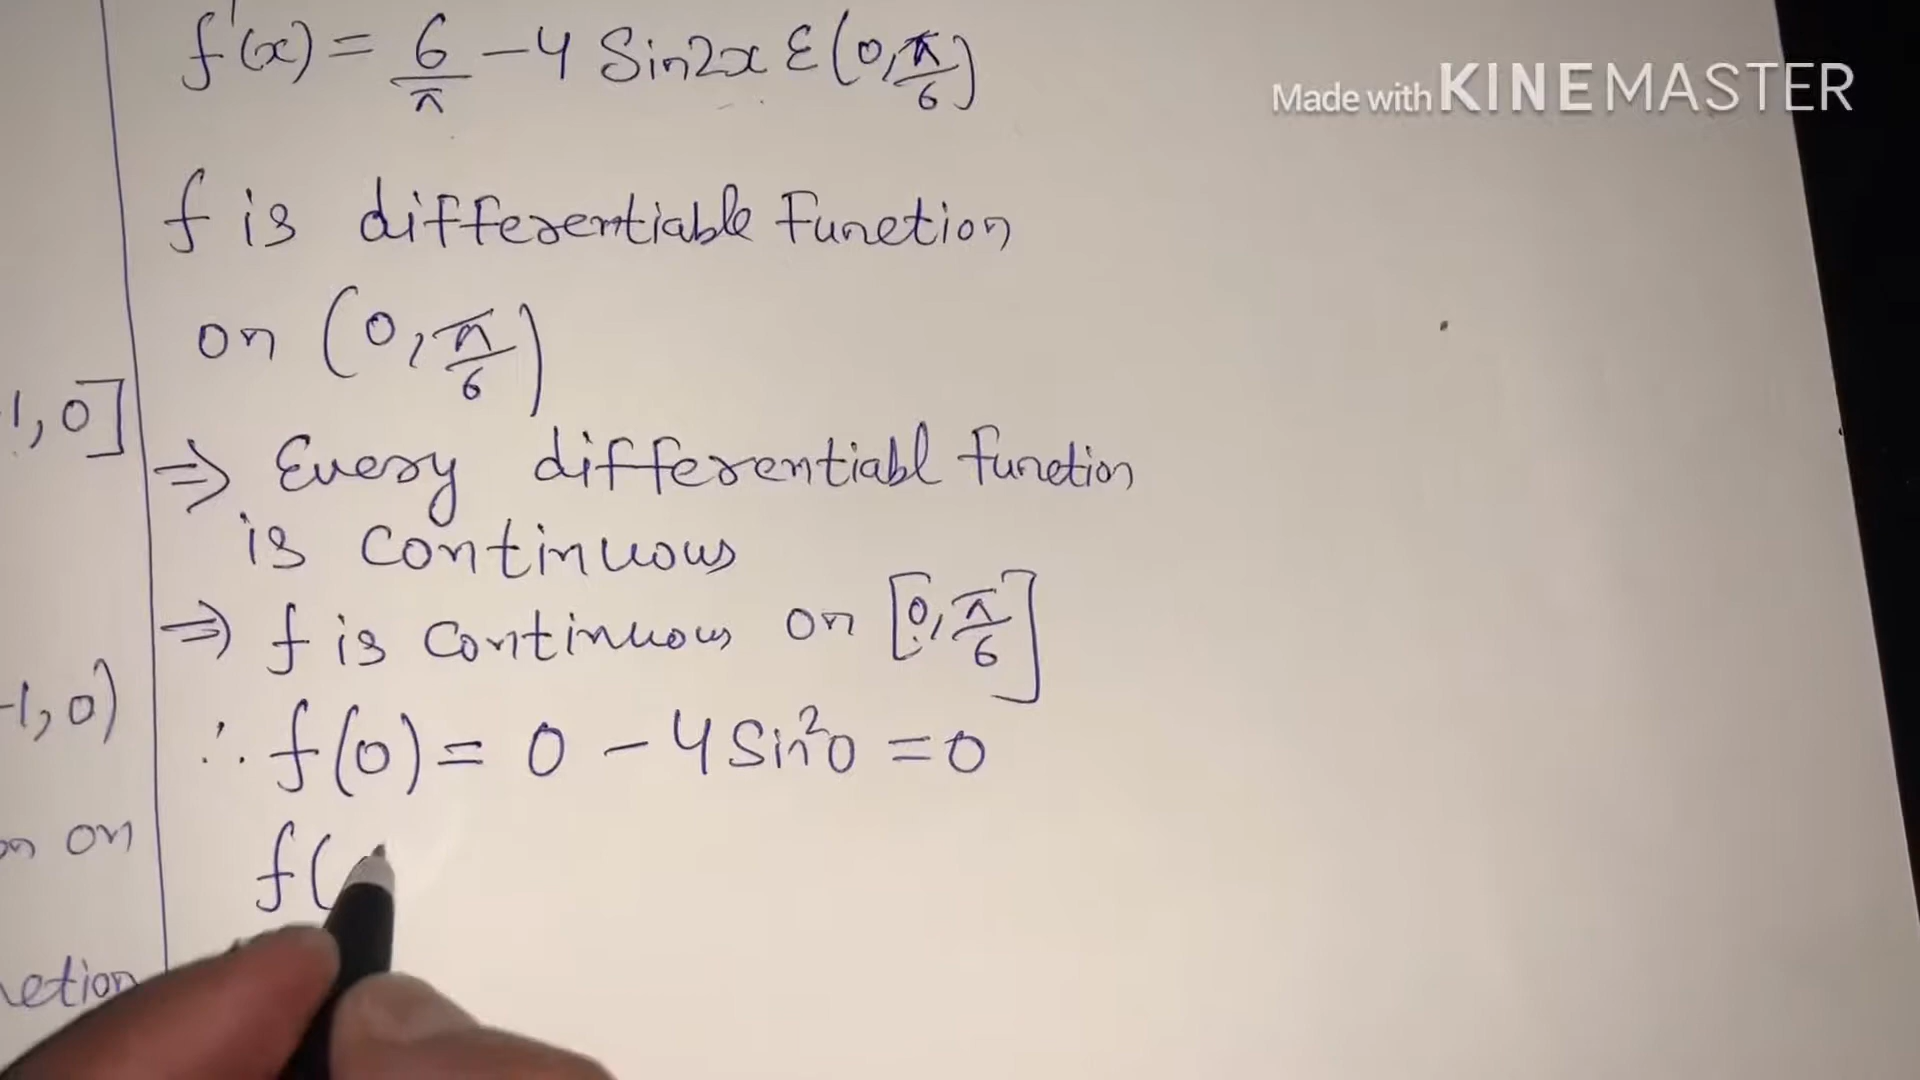 f'(x) = 6/π - 4 Sin2x ε (0, π/6)
Made with KINEMASTER
f is differentiable function
on (0, π/6)
1, 0]
⇒ Every differentiabl function
is continuous
⇒ f is continuous on [0, π/6]
-1, 0)
∴ f(0) = 0 - 4 Sin²0 = 0
on
f(